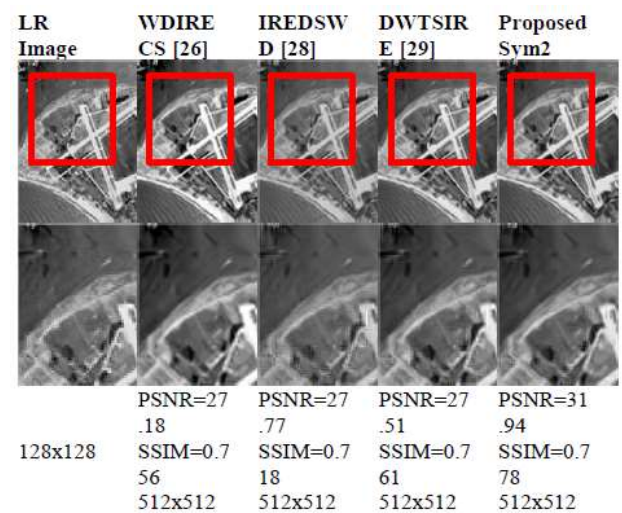 LR Image
WDIRE CS [26]
IREDSW D [28]
DWTSIR E [29]
Proposed Sym2
128x128
PSNR=27
.18
SSIM=0.7
56
512x512
PSNR=27
.77
SSIM=0.7
18
512x512
PSNR=27
.51
SSIM=0.7
61
512x512
PSNR=31
.94
SSIM=0.7
78
512x512